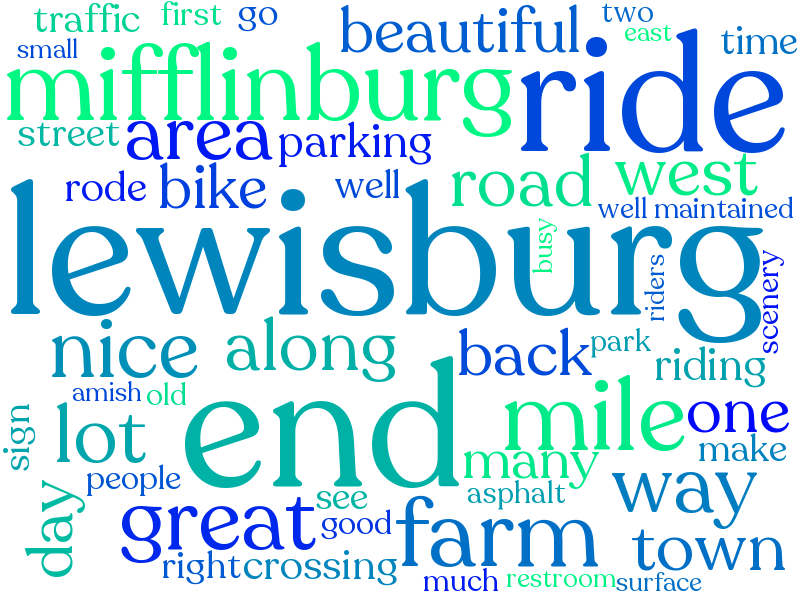 traffic first go beautiful two east time
small mifflinburg ride
street area parking
rode bike well road west
well maintained
lewisburg busy riders scenery
nice along back park riding
amish old end mile one
sign lot many make
people asphalt way
day great see good farm town
right crossing much restroom surface